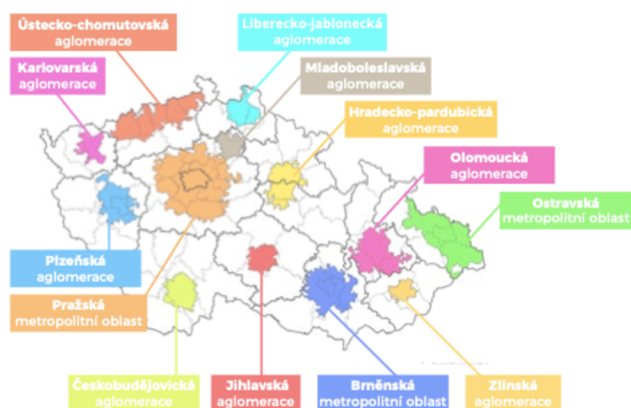 Ústecko-chomutovská
aglomerace
Liberecko-jablonecká
aglomerace
Karlovarská
aglomerace
Mladoboleslavská
aglomerace
Hradecko-pardubická
aglomerace
Olomoucká
aglomerace
Ostravská
metropolitní oblast
Plzeňská
aglomerace
Pražská
metropolitní oblast
Českobudějovická
aglomerace
Jihlavská
aglomerace
Brněnská
metropolitní oblast
Zlínská
aglomerace